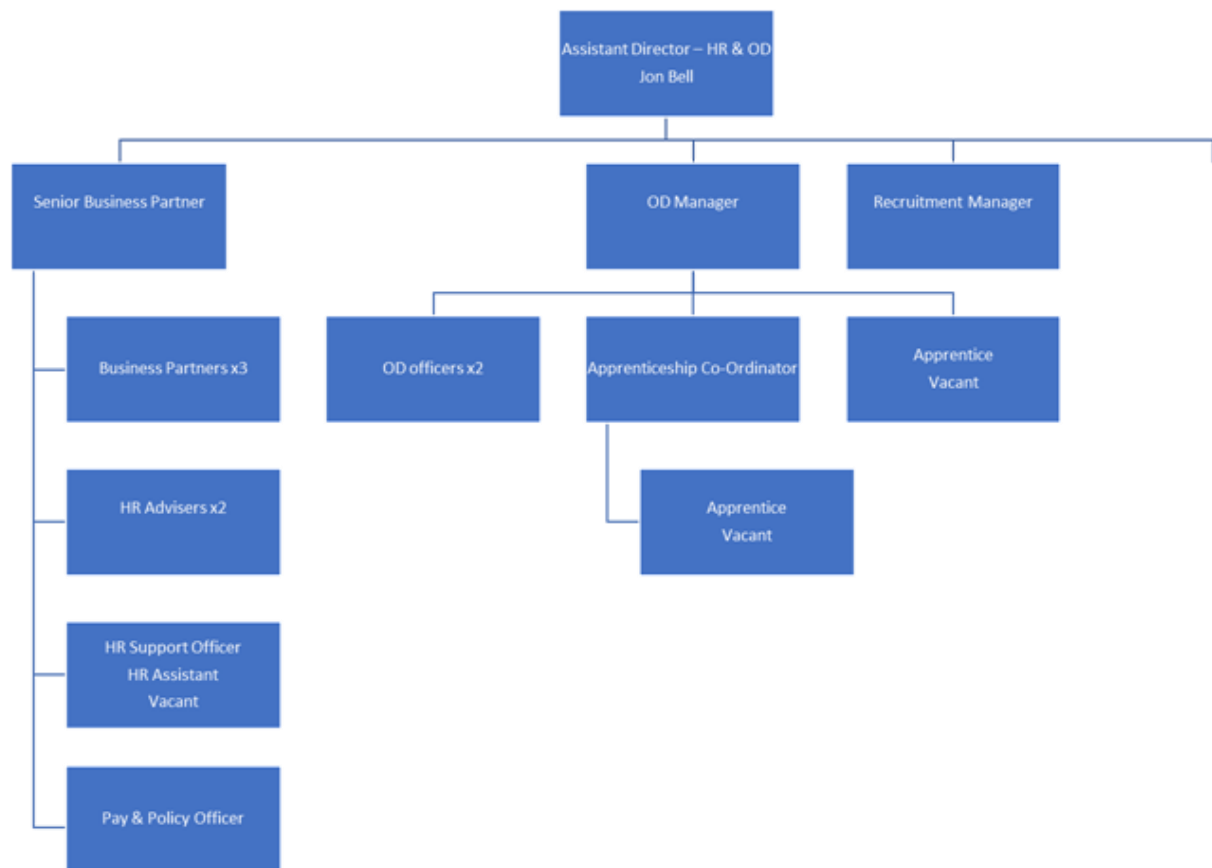 Assistant Director – HR & OD
Jon Bell
Senior Business Partner
OD Manager
Recruitment Manager
Business Partners x3
OD officers x2
Apprenticeship Co-Ordinator
Apprentice
Vacant
HR Advisers x2
Apprentice
Vacant
HR Support Officer
HR Assistant
Vacant
Pay & Policy Officer